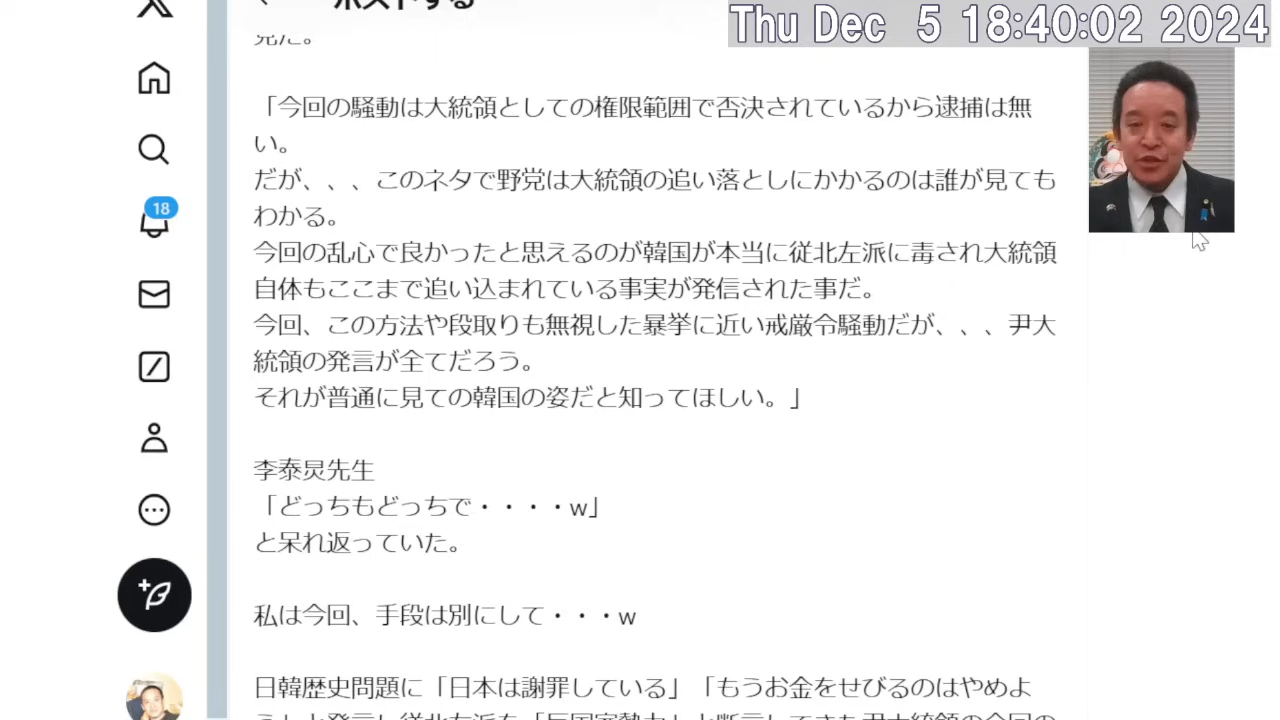 ポストする
Thu Dec  5 18:40:02 2024
見た。
「今回の騒動は大統領としての権限範囲で否決されているから逮捕は無
い。
だが、、、このネタで野党は大統領の追い落としにかかるのは誰が見ても
わかる。
今回の乱心で良かったと思えるのが韓国が本当に従北左派に毒され大統領
自体もここまで追い込まれている事実が発信された事だ。
今回、この方法や段取りも無視した暴挙に近い戒厳令騒動だが、、、尹大
統領の発言が全てだろう。
それが普通に見ての韓国の姿だと知ってほしい。」
李泰炅先生
「どっちもどっちで・・・・w」
と呆れ返っていた。
私は今回、手段は別にして・・・w
日韓歴史問題に「日本は謝罪している」「もうお金をせびるのはやめよ
18